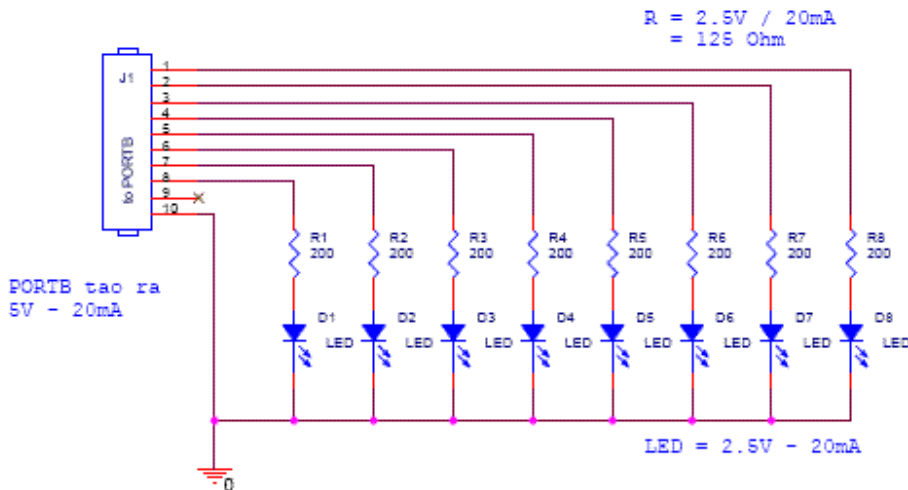 R = 2.5V / 20mA
= 125 Ohm
J1
to PORTB
1
2
3
4
5
6
7
8
9
10
R1
200
R2
200
R3
200
R4
200
R5
200
R6
200
R7
200
R8
200
PORTB tao ra
5V - 20mA
D1
LED
D2
LED
D3
LED
D4
LED
D5
LED
D6
LED
D7
LED
D8
LED
LED = 2.5V - 20mA
0